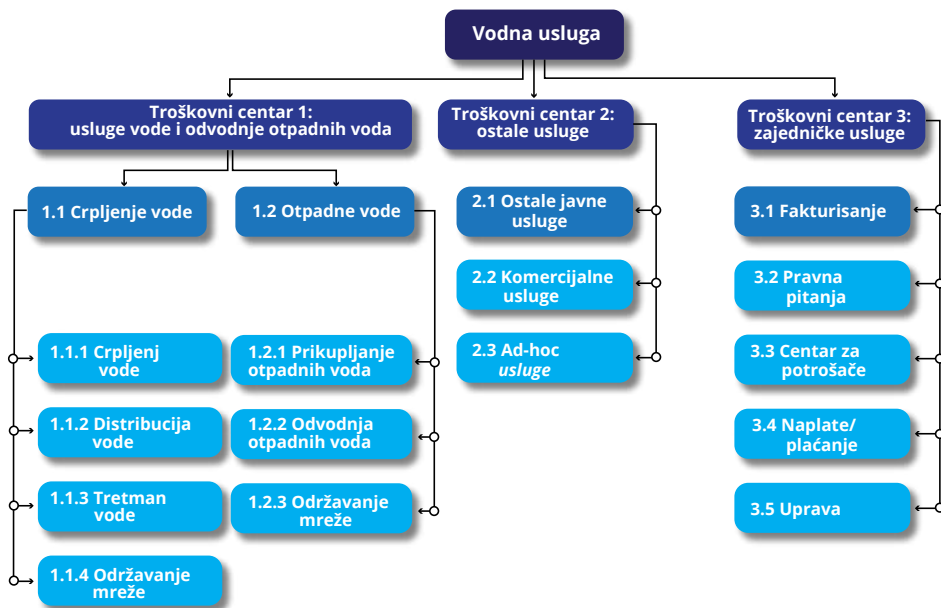 Vodna usluga
Troškovni centar 1:
usluge vode i odvodnje otpadnih voda
1.1 Crpljenje vode
1.2 Otpadne vode
1.1.1 Crpljenj
vode
1.1.2 Distribucija
vode
1.1.3 Tretman
vode
1.1.4 Održavanje
mreže
1.2.1 Prikupljanje
otpadnih voda
1.2.2 Odvodnja
otpadnih voda
1.2.3 Održavanje
mreže
Troškovni centar 2:
ostale usluge
2.1 Ostale javne
usluge
2.2 Komercijalne
usluge
2.3 Ad-hoc
usluge
Troškovni centar 3:
zajedničke usluge
3.1 Fakturisanje
3.2 Pravna
pitanja
3.3 Centar za
potrošače
3.4 Naplate/
plaćanje
3.5 Uprava